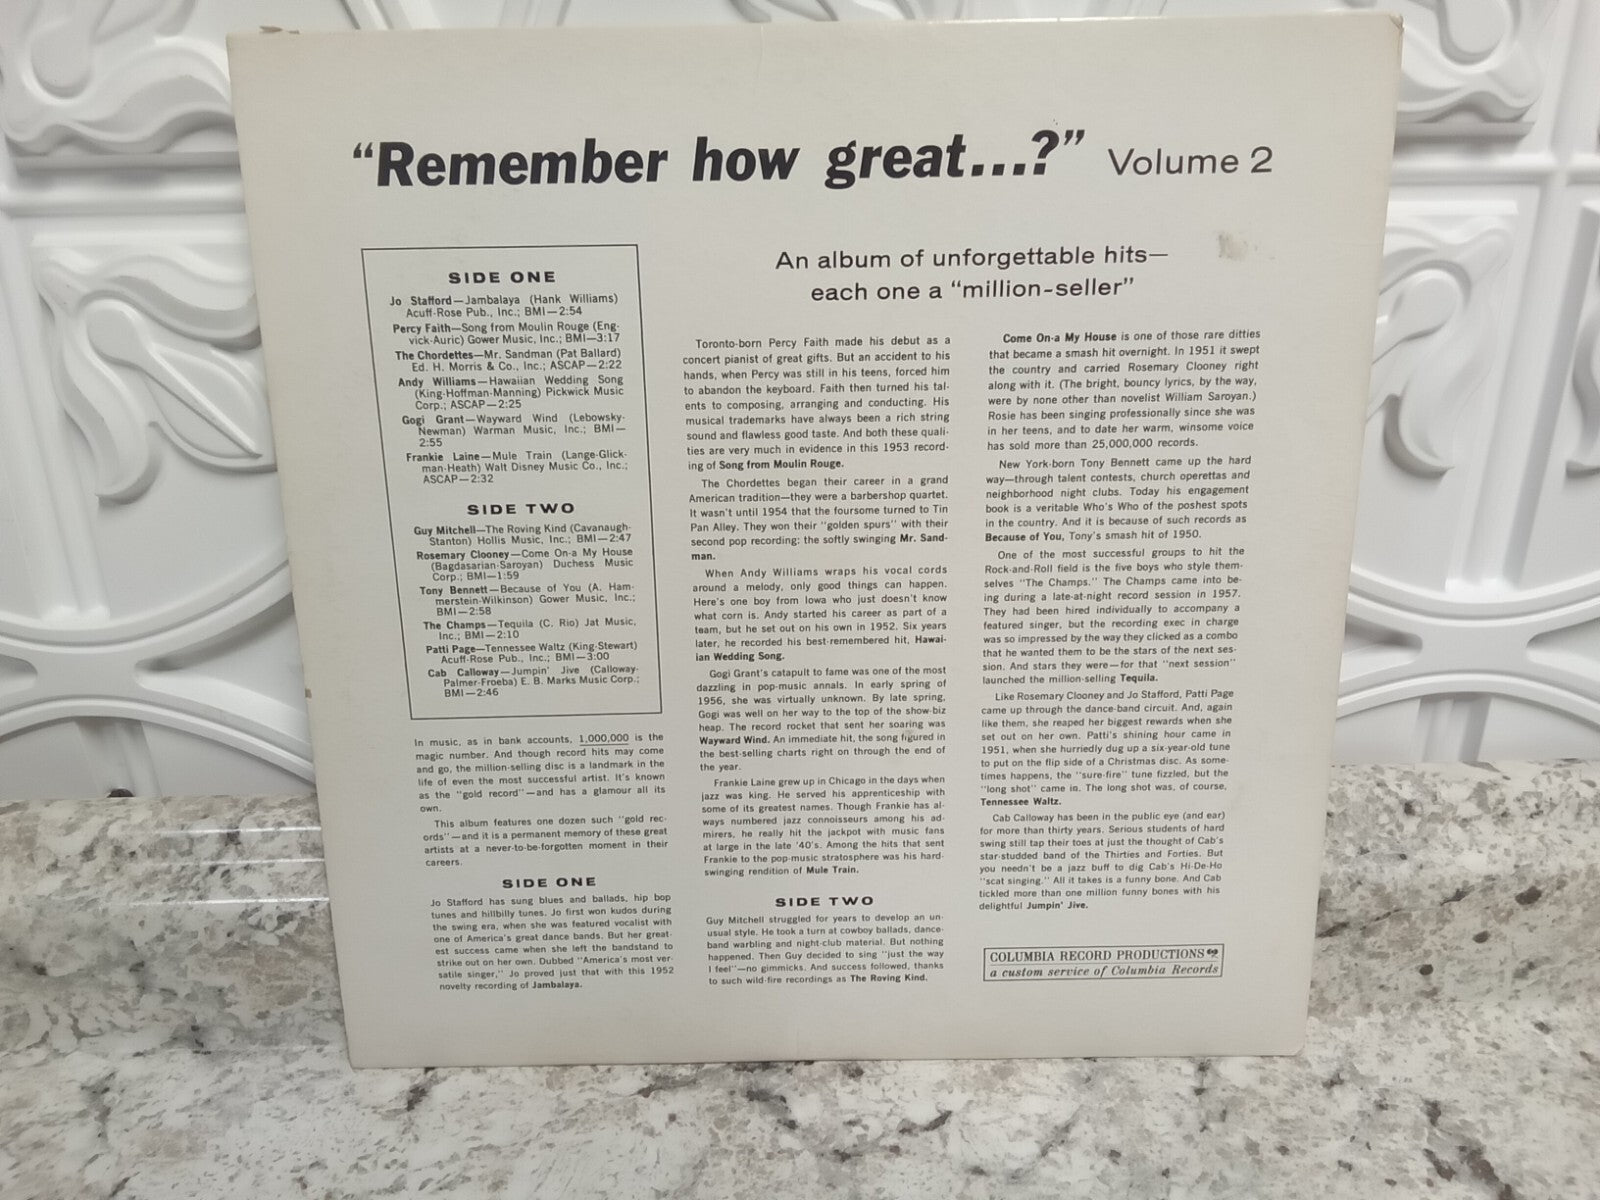 “Remember how great...?” Volume 2
SIDE ONE
Jo Stafford—Jambalaya (Hank Williams)
Acuff-Rose Pub., Inc.; BMI—2:54
Percy Faith—Song from Moulin Rouge (Eng-
vick-Auric) Gower Music, Inc.; BMI—3:17
The Chordettes—Mr. Sandman (Pat Ballard)
Ed. H. Morris & Co., Inc.; ASCAP—2:22
Andy Williams—Hawaiian Wedding Song
(King-Hoffman-Manning) Pickwick Music
Corp.; ASCAP—2:25
Gogi Grant—Wayward Wind (Lebowsky-
Newman) Warman Music, Inc.; BMI—
2:55
Frankie Laine—Mule Train (Lange-Glick-
man-Heath) Walt Disney Music Co., Inc.;
ASCAP—2:32
SIDE TWO
Guy Mitchell—The Roving Kind (Cavanaugh-
Stanton) Hollis Music, Inc.; BMI—2:47
Rosemary Clooney—Come On-a My House
(Bagdasarian-Saroyan) Duchess Music
Corp.; BMI—1:59
Tony Bennett—Because of You (A. Ham-
merstein-Wilkinson) Gower Music, Inc.;
BMI—2:58
The Champs—Tequila (C. Rio) Jat Music,
Inc.; BMI—2:10
Patti Page—Tennessee Waltz (King-Stewart)
Acuff-Rose Pub., Inc.; BMI—3:00
Cab Calloway—Jumpin' Jive (Calloway-
Palmer-Froeba) E. B. Marks Music Corp.;
BMI—2:46
In music, as in bank accounts, 1,000,000 is the
magic number. And though record hits may come
and go, the million-selling disc is a landmark in the
life of even the most successful artist. It's known
as the "gold record"—and has a glamour all its
own.
This album features one dozen such "gold rec-
ords"—and it is a permanent memory of these great
artists at a never-to-be-forgotten moment in their
careers.
SIDE ONE
Jo Stafford has sung blues and ballads, hip bop
tunes and hillbilly tunes. Jo first won kudos during
the swing era, when she was featured vocalist with
one of America's great dance bands. But her great-
est success came when she left the bandstand to
strike out on her own. Dubbed "America's most ver-
satile singer," Jo proved just that with this 1952
novelty recording of Jambalaya.
An album of unforgettable hits—
each one a “million-seller”
Toronto-born Percy Faith made his debut as a
concert pianist of great gifts. But an accident to his
hands, when Percy was still in his teens, forced him
to abandon the keyboard. Faith then turned his tal-
ents to composing, arranging and conducting. His
musical trademarks have always been a rich string
sound and flawless good taste. And both these quali-
ties are very much in evidence in this 1953 record-
ing of Song from Moulin Rouge.
The Chordettes began their career in a grand
American tradition—they were a barbershop quartet.
It wasn't until 1954 that the foursome turned to Tin
Pan Alley. They won their "golden spurs" with their
second pop recording: the softly swinging Mr. Sand-
man.
When Andy Williams wraps his vocal cords
around a melody, only good things can happen.
Here's one boy from Iowa who just doesn't know
what corn is. Andy started his career as part of a
team, but he set out on his own in 1952. Six years
later, he recorded his best-remembered hit, Hawai-
ian Wedding Song.
Gogi Grant's catapult to fame was one of the most
dazzling in pop-music annals. In early spring of
1956, she was virtually unknown. By late spring,
Gogi was well on her way to the top of the show-biz
heap. The record rocket that sent her soaring was
Wayward Wind. An immediate hit, the song figured in
the best-selling charts right on through the end of
the year.
Frankie Laine grew up in Chicago in the days when
jazz was king. He served his apprenticeship with
some of its greatest names. Though Frankie has al-
ways numbered jazz connoisseurs among his ad-
mirers, he really hit the jackpot with music fans
at large in the late '40's. Among the hits that sent
Frankie to the pop-music stratosphere was his hard-
swinging rendition of Mule Train.
SIDE TWO
Guy Mitchell struggled for years to develop an un-
usual style. He took a turn at cowboy ballads, dance-
band warbling and night-club material. But nothing
happened. Then Guy decided to sing "just the way
I feel"—no gimmicks. And success followed, thanks
to such wild-fire recordings as The Roving Kind.
Come On-a My House is one of those rare ditties
that became a smash hit overnight. In 1951 it swept
the country and carried Rosemary Clooney right
along with it. (The bright, bouncy lyrics, by the way,
were by none other than novelist William Saroyan.)
Rosie has been singing professionally since she was
in her teens, and to date her warm, winsome voice
has sold more than 25,000,000 records.
New York-born Tony Bennett came up the hard
way—through talent contests, church operettas and
neighborhood night clubs. Today his engagement
book is a veritable Who's Who of the poshest spots
in the country. And it is because of such records as
Because of You, Tony's smash hit of 1950.
One of the most successful groups to hit the
Rock-and-Roll field is the five boys who style them-
selves "The Champs." The Champs came into be-
ing during a late-at-night record session in 1957.
They had been hired individually to accompany a
featured singer, but the recording exec in charge
was so impressed by the way they clicked as a combo
that he wanted them to be the stars of the next ses-
sion. And stars they were—for that "next session"
launched the million-selling Tequila.
Like Rosemary Clooney and Jo Stafford, Patti Page
came up through the dance-band circuit. And, again
like them, she reaped her biggest rewards when she
set out on her own. Patti's shining hour came in
1951, when she hurriedly dug up a six-year-old tune
to put on the flip side of a Christmas disc. As some-
times happens, the "sure-fire" tune fizzled, but the
"long shot" came in. The long shot was, of course,
Tennessee Waltz.
Cab Calloway has been in the public eye (and ear)
for more than thirty years. Serious students of hard
swing still tap their toes at just the thought of Cab's
star-studded band of the Thirties and Forties. But
you needn't be a jazz buff to dig Cab's Hi-De-Ho
"scat singing." All it takes is a funny bone. And Cab
tickled more than one million funny bones with his
delightful Jumpin' Jive.
COLUMBIA RECORD PRODUCTIONS
a custom service of Columbia Records